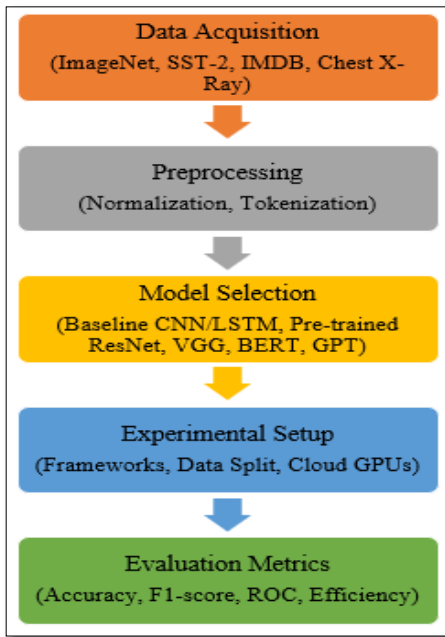 Data Acquisition
(ImageNet, SST-2, IMDB, Chest X-
Ray)
Preprocessing
(Normalization, Tokenization)
Model Selection
(Baseline CNN/LSTM, Pre-trained
ResNet, VGG, BERT, GPT)
Experimental Setup
(Frameworks, Data Split, Cloud GPUs)
Evaluation Metrics
(Accuracy, F1-score, ROC, Efficiency)